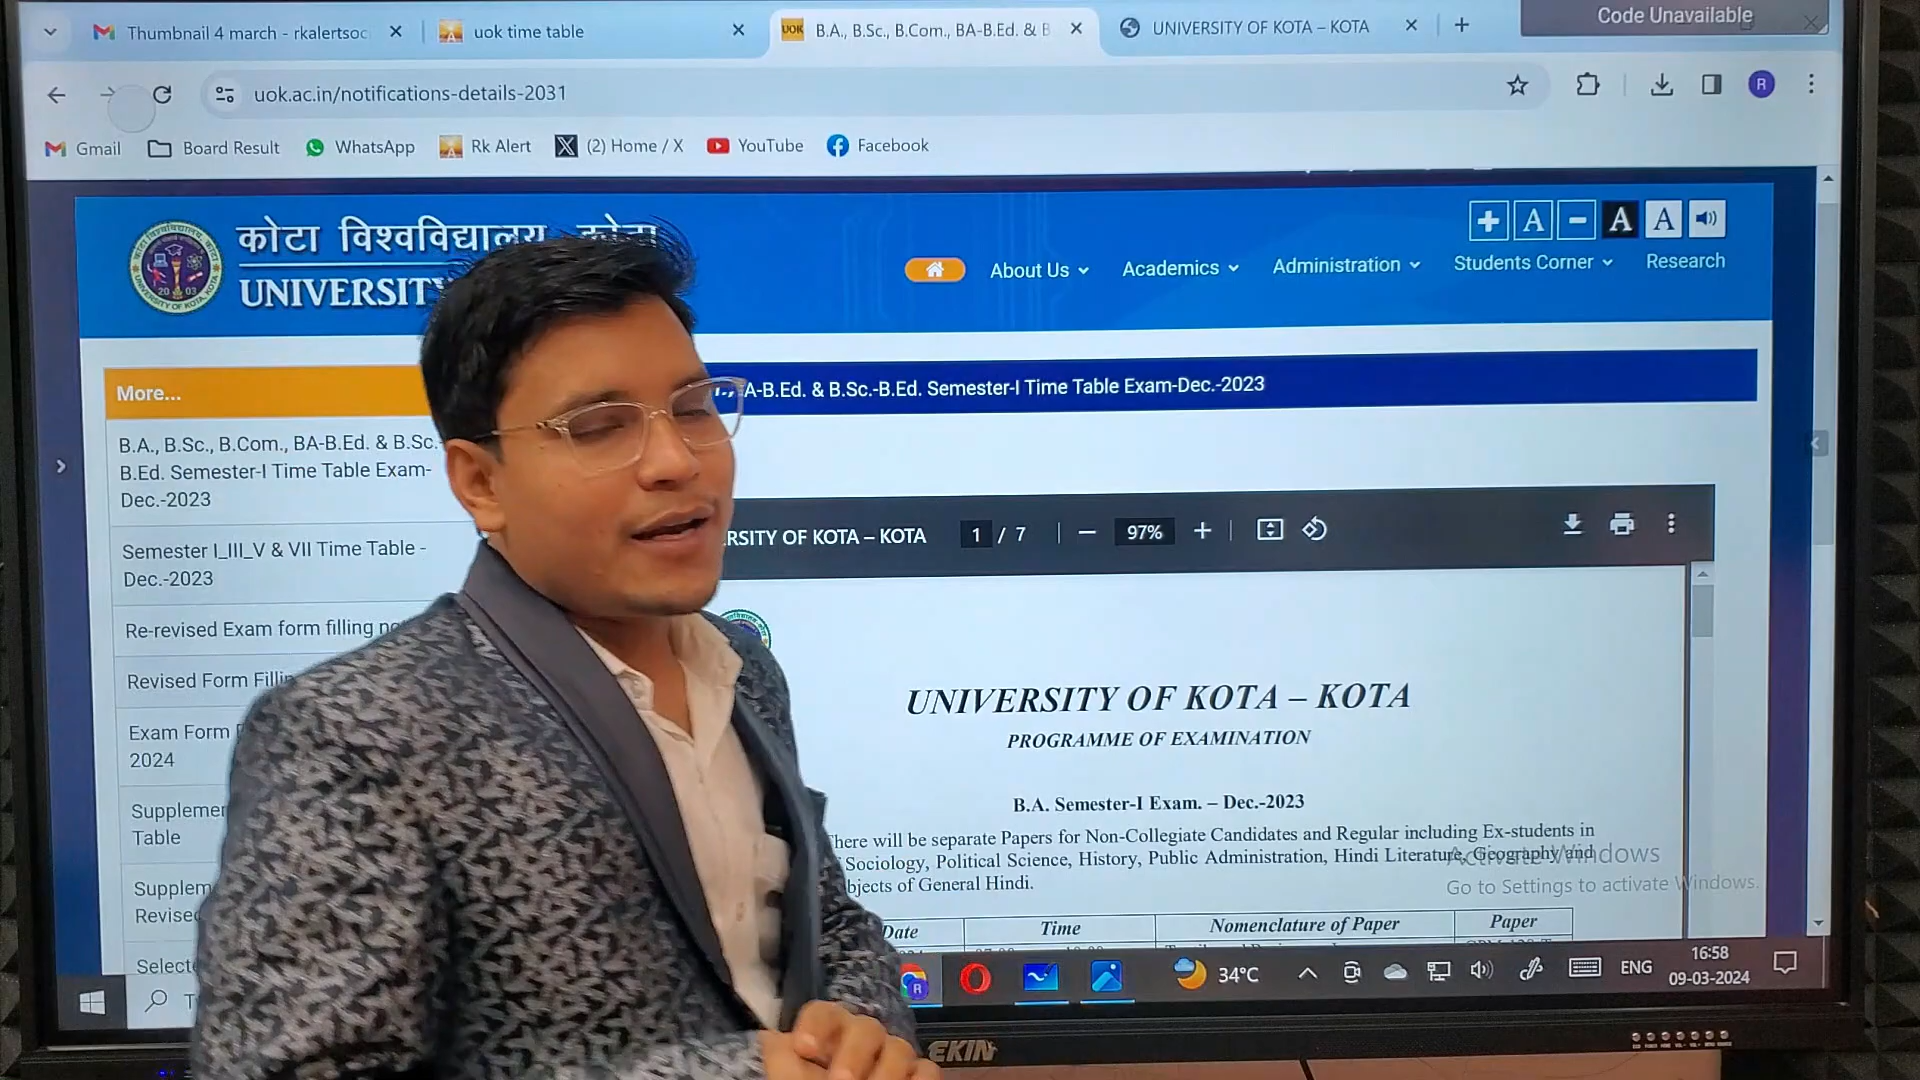 Thumbnail 4 march - rkalertsoc
uok time table
UOK
B.A., B.Sc., B.Com., BA-B.Ed. & B
UNIVERSITY OF KOTA – KOTA
Code Unavailable
uok.ac.in/notifications-details-2031
R
Gmail
Board Result
WhatsApp
Rk Alert
(2) Home / X
YouTube
Facebook
कोटा विश्वविद्यालय
UNIVERSITY
2003
A
A
A
About Us
Academics
Administration
Students Corner
Research
More...
A-B.Ed. & B.Sc.-B.Ed. Semester-I Time Table Exam-Dec.-2023
B.A., B.Sc., B.Com., BA-B.Ed. & B.Sc.-
B.Ed. Semester-I Time Table Exam-
Dec.-2023
Semester I_III_V & VII Time Table -
Dec.-2023
Re-revised Exam form filling
Revised Form
Exam Form
2024
Table
Revised
RSITY OF KOTA – KOTA
1 / 7
97%
UNIVERSITY OF KOTA – KOTA
PROGRAMME OF EXAMINATION
B.A. Semester-I Exam. – Dec.-2023
here will be separate Papers for Non-Collegiate Candidates and Regular including Ex-students in
Sociology, Political Science, History, Public Administration, Hindi Literature, Geography and
bjects of General Hindi.
Date
Time
Nomenclature of Paper
Paper
Activate Windows
Go to Settings to activate Windows.
R
34°C
ENG
16:58
09-03-2024
EKIN